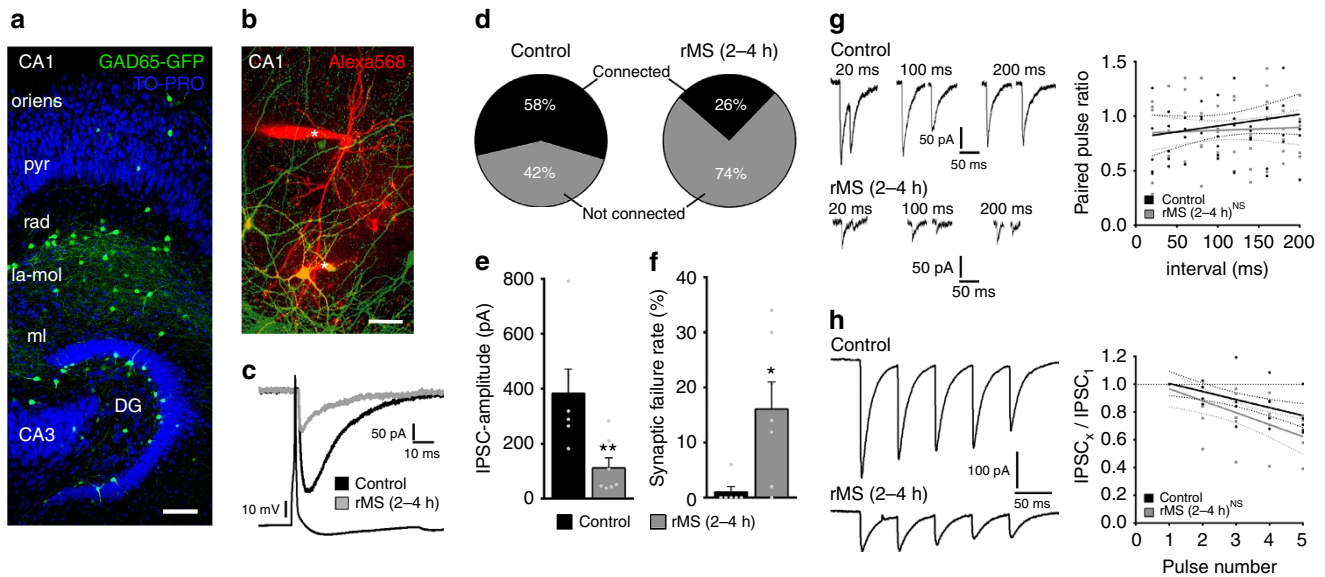 a
CA1
GAD65-GFP
TO-PRO
oriens
pyr
rad
la-mol
ml
DG
CA3
b
CA1
Alexa568
*
*
c
50 pA
10 ms
Control
rMS (2–4 h)
10 mV
d
Control
rMS (2–4 h)
Connected
58%
26%
42%
74%
Not connected
e
IPSC-amplitude (pA)
800
600
400
200
0
**
f
Synaptic failure rate (%)
40
30
20
10
0
*
Control
rMS (2–4 h)
g
Control
20 ms
100 ms
200 ms
50 pA
50 ms
rMS (2–4 h)
20 ms
100 ms
200 ms
50 pA
50 ms
Paired pulse ratio
1.5
1.0
0.5
0.0
Control
rMS (2–4 h)NS
0 40 80 120 160 200
interval (ms)
h
Control
100 pA
50 ms
rMS (2–4 h)
IPSCx / IPSC1
1.2
1.0
0.8
0.6
0.4
0.0
Control
rMS (2–4 h)NS
0 1 2 3 4 5
Pulse number